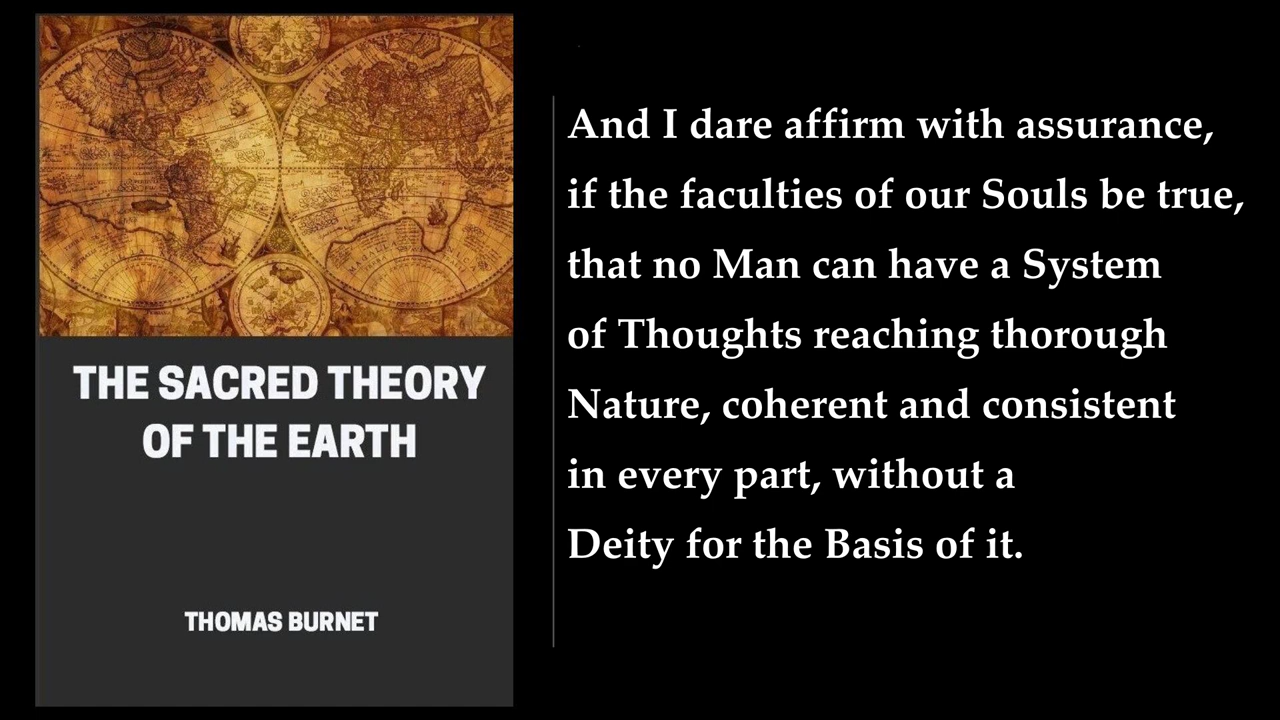 THE SACRED THEORY
OF THE EARTH
THOMAS BURNET
And I dare affirm with assurance,
if the faculties of our Souls be true,
that no Man can have a System
of Thoughts reaching thorough
Nature, coherent and consistent
in every part, without a
Deity for the Basis of it.